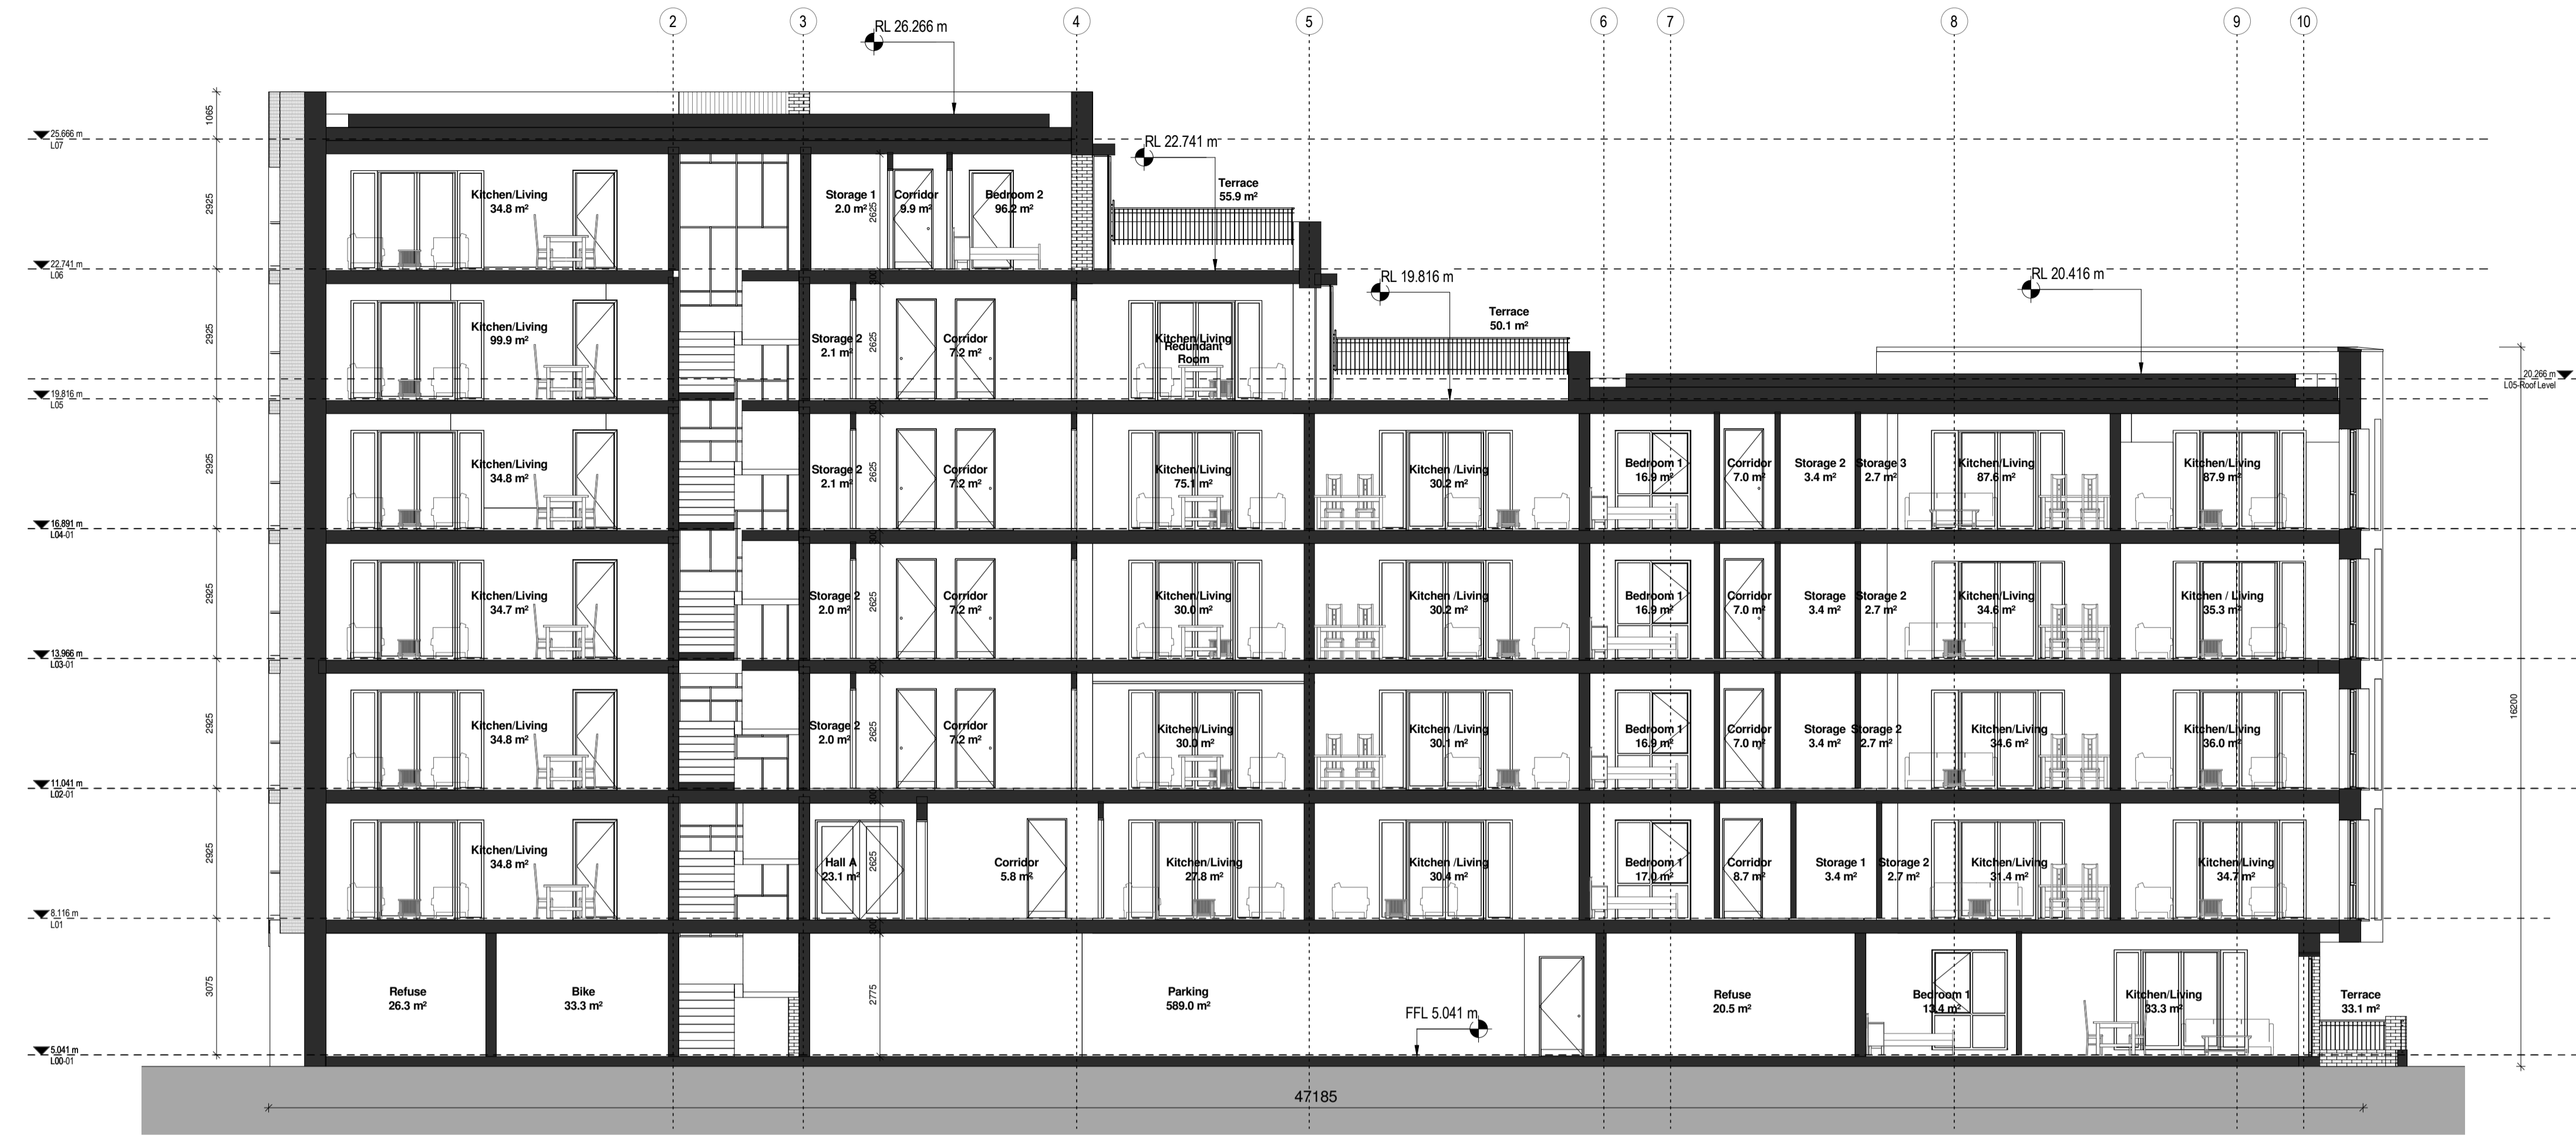 2 3 4 5 6 7 8 9 10
RL 26.266 m
1065
25.666 m
L07
RL 22.741 m
2925
Kitchen/Living
34.8 m²
Storage 1
2.0 m²
2625
Corridor
9.9 m²
Bedroom 2
96.2 m²
Terrace
55.9 m²
22.741 m
L06
300
RL 19.816 m
RL 20.416 m
2925
Kitchen/Living
99.9 m²
Storage 2
2.1 m²
2625
Corridor
7.2 m²
Kitchen/Living
Redundant
Room
Terrace
50.1 m²
20.266 m
L05-Roof Level
19.816 m
L05
300
2925
Kitchen/Living
34.8 m²
Storage 2
2.1 m²
2625
Corridor
7.2 m²
Kitchen/Living
75.1 m²
Kitchen /Living
30.2 m²
Bedroom 1
16.9 m²
Corridor
7.0 m²
Storage 2
3.4 m²
Storage 3
2.7 m²
Kitchen/Living
87.6 m²
Kitchen/Living
87.9 m²
16.891 m
L04-01
300
2925
Kitchen/Living
34.7 m²
Storage 2
2.0 m²
2625
Corridor
7.2 m²
Kitchen/Living
30.0 m²
Kitchen /Living
30.2 m²
Bedroom 1
16.9 m²
Corridor
7.0 m²
Storage
3.4 m²
Storage 2
2.7 m²
Kitchen/Living
34.6 m²
Kitchen / Living
35.3 m²
13.966 m
L03-01
300
2925
Kitchen/Living
34.8 m²
Storage 2
2.0 m²
2625
Corridor
7.2 m²
Kitchen/Living
30.0 m²
Kitchen /Living
30.1 m²
Bedroom 1
16.9 m²
Corridor
7.0 m²
Storage
3.4 m²
Storage 2
2.7 m²
Kitchen/Living
34.6 m²
Kitchen/Living
36.0 m²
16200
11.041 m
L02-01
300
2925
Kitchen/Living
34.8 m²
Hall A
23.1 m²
2625
Corridor
5.8 m²
Kitchen/Living
27.8 m²
Kitchen /Living
30.4 m²
Bedroom 1
17.0 m²
Corridor
8.7 m²
Storage 1
3.4 m²
Storage 2
2.7 m²
Kitchen/Living
31.4 m²
Kitchen/Living
34.7 m²
8.116 m
L01
300
3075
Refuse
26.3 m²
Bike
33.3 m²
2775
Parking
589.0 m²
FFL 5.041 m
Refuse
20.5 m²
Bedroom 1
13.4 m²
Kitchen/Living
33.3 m²
Terrace
33.1 m²
5.041 m
L00-01
47185